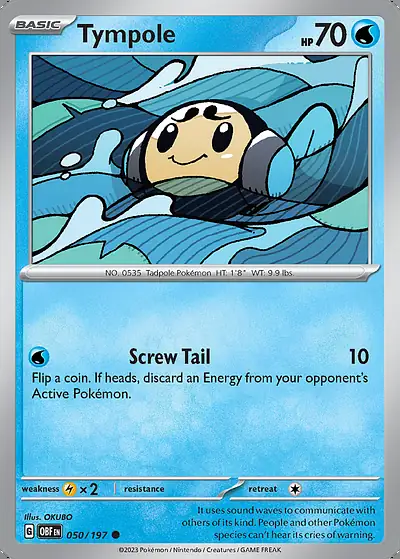 BASIC Tympole HP 70
NO. 0535 Tadpole Pokémon HT: 1'8" WT: 9.9 lbs.
Screw Tail 10
Flip a coin. If heads, discard an Energy from your opponent's
Active Pokémon.
weakness ×2 resistance retreat
Illus. OKUBO
It uses sound waves to communicate with
G OBF EN 050/197
others of its kind. People and other Pokémon
species can't hear its cries of warning.
©2023 Pokémon / Nintendo / Creatures / GAME FREAK